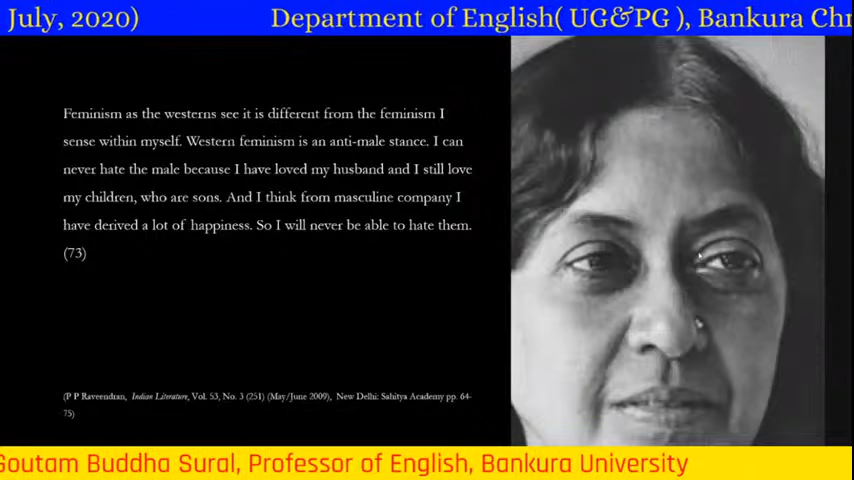 July, 2020) Department of English( UG&PG ), Bankura Chr
Feminism as the westerns see it is different from the feminism I
sense within myself. Western feminism is an anti-male stance. I can
never hate the male because I have loved my husband and I still love
my children, who are sons. And I think from masculine company I
have derived a lot of happiness. So I will never be able to hate them.
(73)
(P P Raveendran, Indian Literature, Vol. 53, No. 3 (251) (May/June 2009), New Delhi: Sahitya Academy pp. 64-
75)
Goutam Buddha Sural, Professor of English, Bankura University